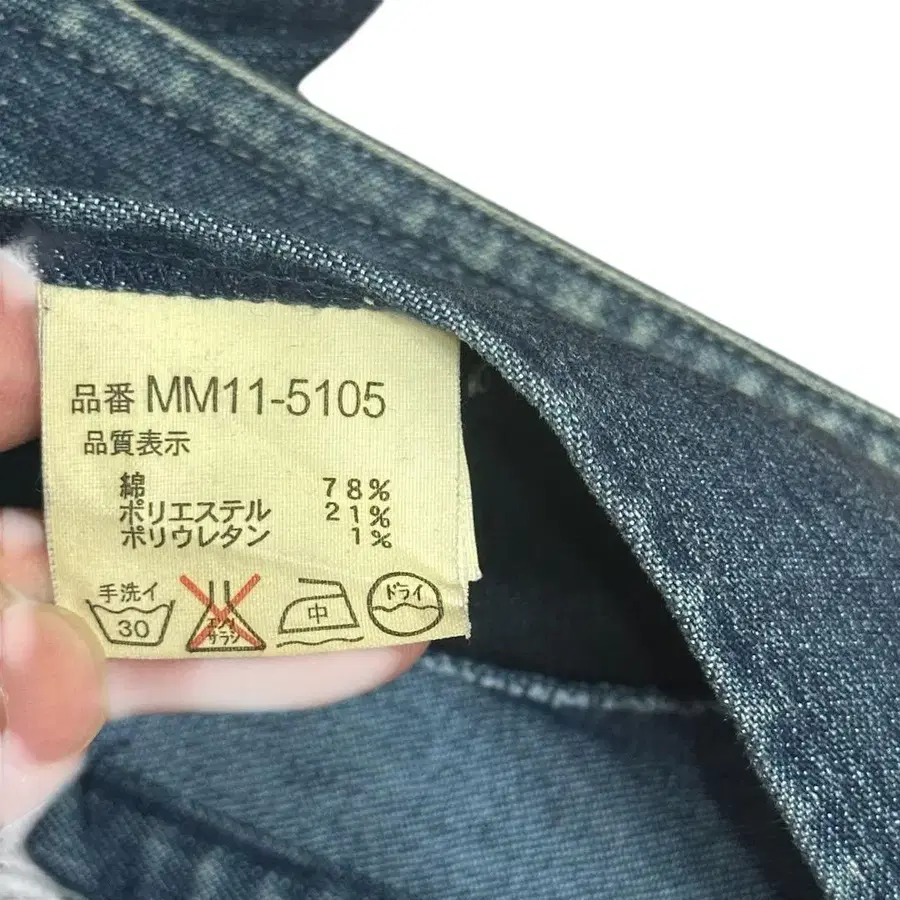 品番 MM11-5105
品質表示
綿 78%
ポリエステル 21%
ポリウレタン 1%
手洗イ 30 エンソサラシ 中 ドライ